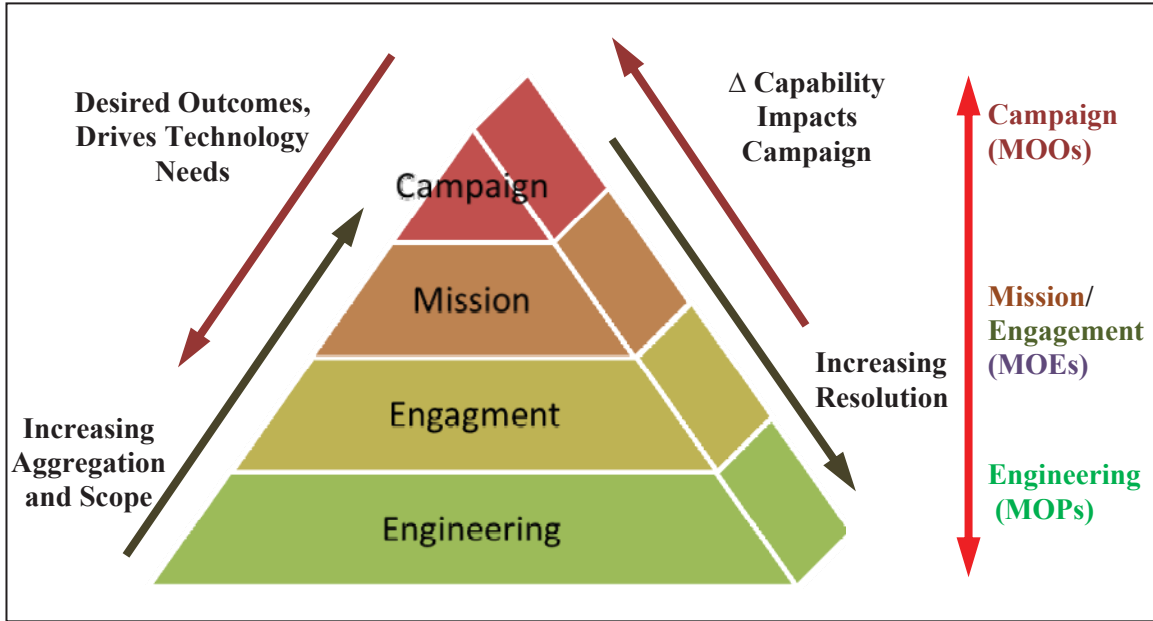 Desired Outcomes,
Drives Technology
Needs
Δ Capability
Impacts
Campaign
Campaign
(MOOs)
Campaign
Mission
Mission/
Engagement
(MOEs)
Increasing
Resolution
Engagment
Increasing
Aggregation
and Scope
Engineering
Engineering
(MOPs)